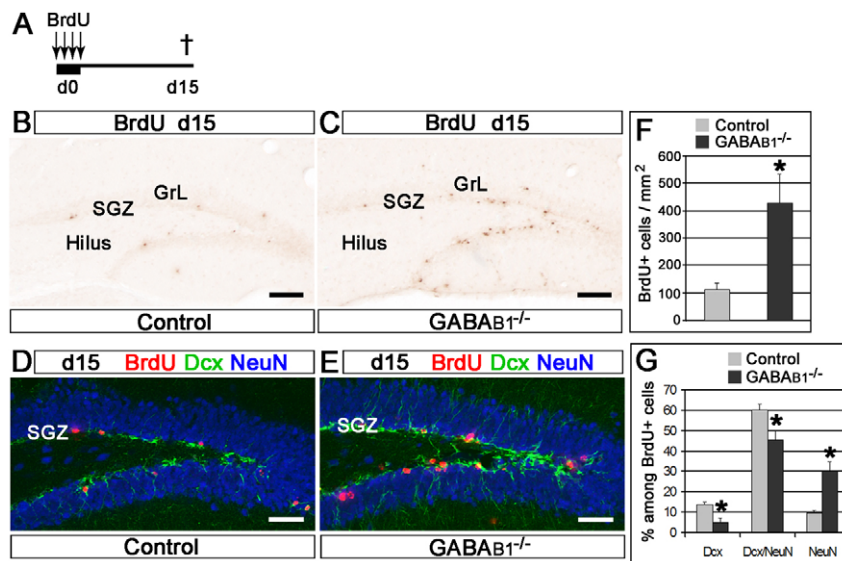 A
BrdU
†
d0
d15
B
BrdU d15
C
BrdU d15
GrL
SGZ
Hilus
GrL
SGZ
Hilus
Control
GABAB1-/-
F
Control
GABAB1-/-
*
BrdU+ cells / mm2
600
500
400
300
200
100
0
D
d15 BrdU Dcx NeuN
E
d15 BrdU Dcx NeuN
SGZ
SGZ
Control
GABAB1-/-
G
Control
GABAB1-/-
% among BrdU+ cells
70
60
50
40
30
20
10
0
*
*
*
Dcx
Dcx/NeuN
NeuN